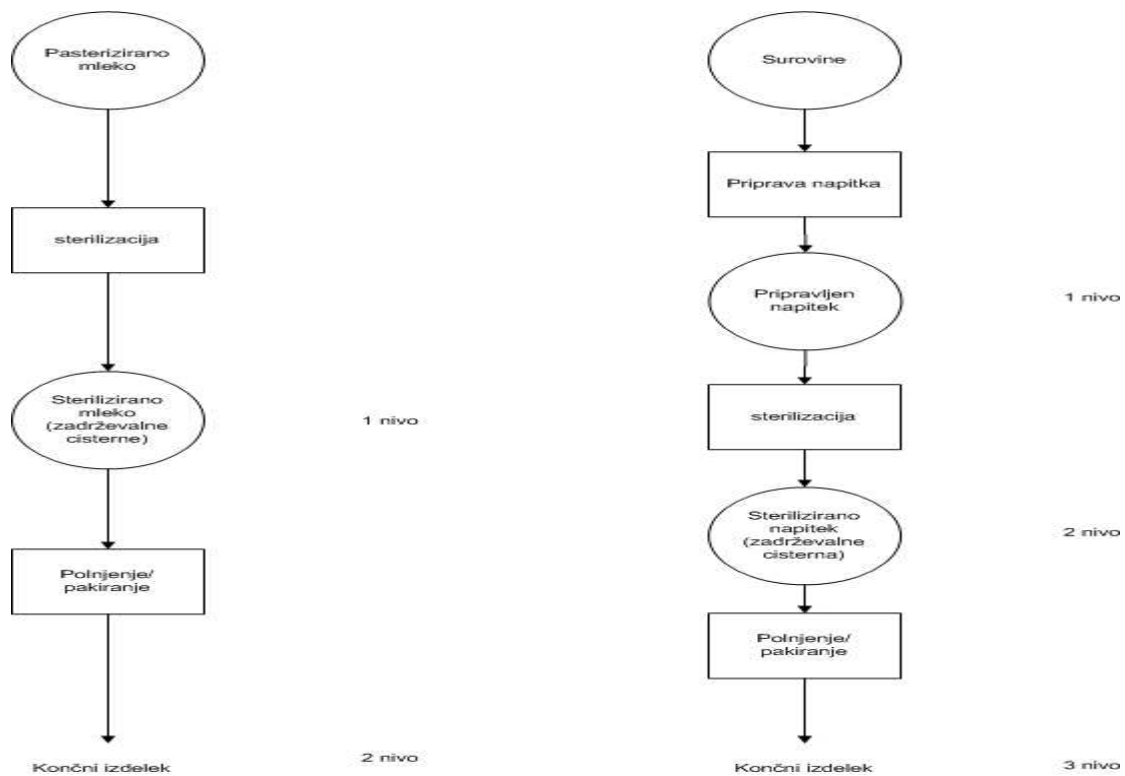 Pasterizirano
mleko
sterilizacija
Sterilizirano
mleko
(zadrževalne
cisterne)
1 nivo
Polnjenje/
pakiranje
Končni izdelek
2 nivo
Surovine
Priprava napitka
Pripravljen
napitek
1 nivo
sterilizacija
Sterilizirano
napitek
(zadrževalne
cisterna)
2 nivo
Polnjenje/
pakiranje
Končni izdelek
3 nivo